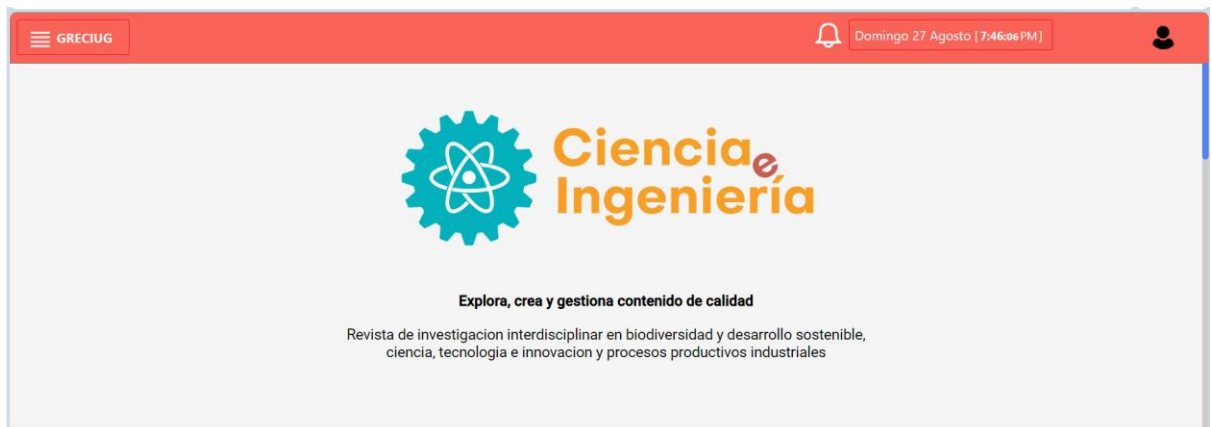 GRECIUG
Domingo 27 Agosto [ 7:46:06 PM ]
Ciencia e
Ingeniería
Explora, crea y gestiona contenido de calidad
Revista de investigacion interdisciplinar en biodiversidad y desarrollo sostenible,
ciencia, tecnologia e innovacion y procesos productivos industriales